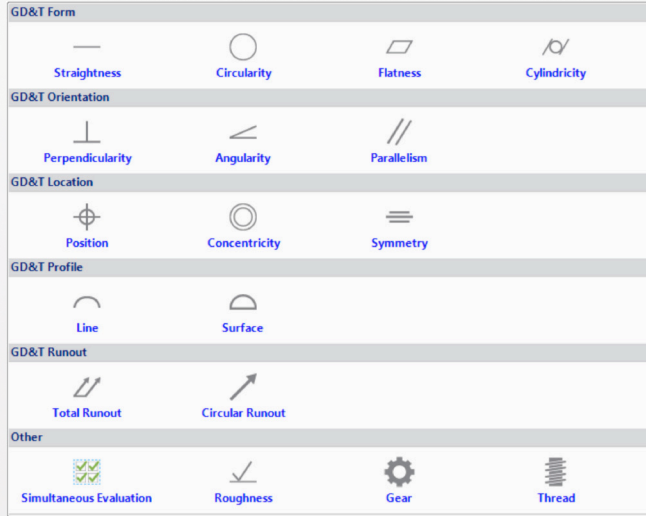 GD&T Form
Straightness Circularity Flatness Cylindricity
GD&T Orientation
Perpendicularity Angularity Parallelism
GD&T Location
Position Concentricity Symmetry
GD&T Profile
Line Surface
GD&T Runout
Total Runout Circular Runout
Other
Simultaneous Evaluation Roughness Gear Thread